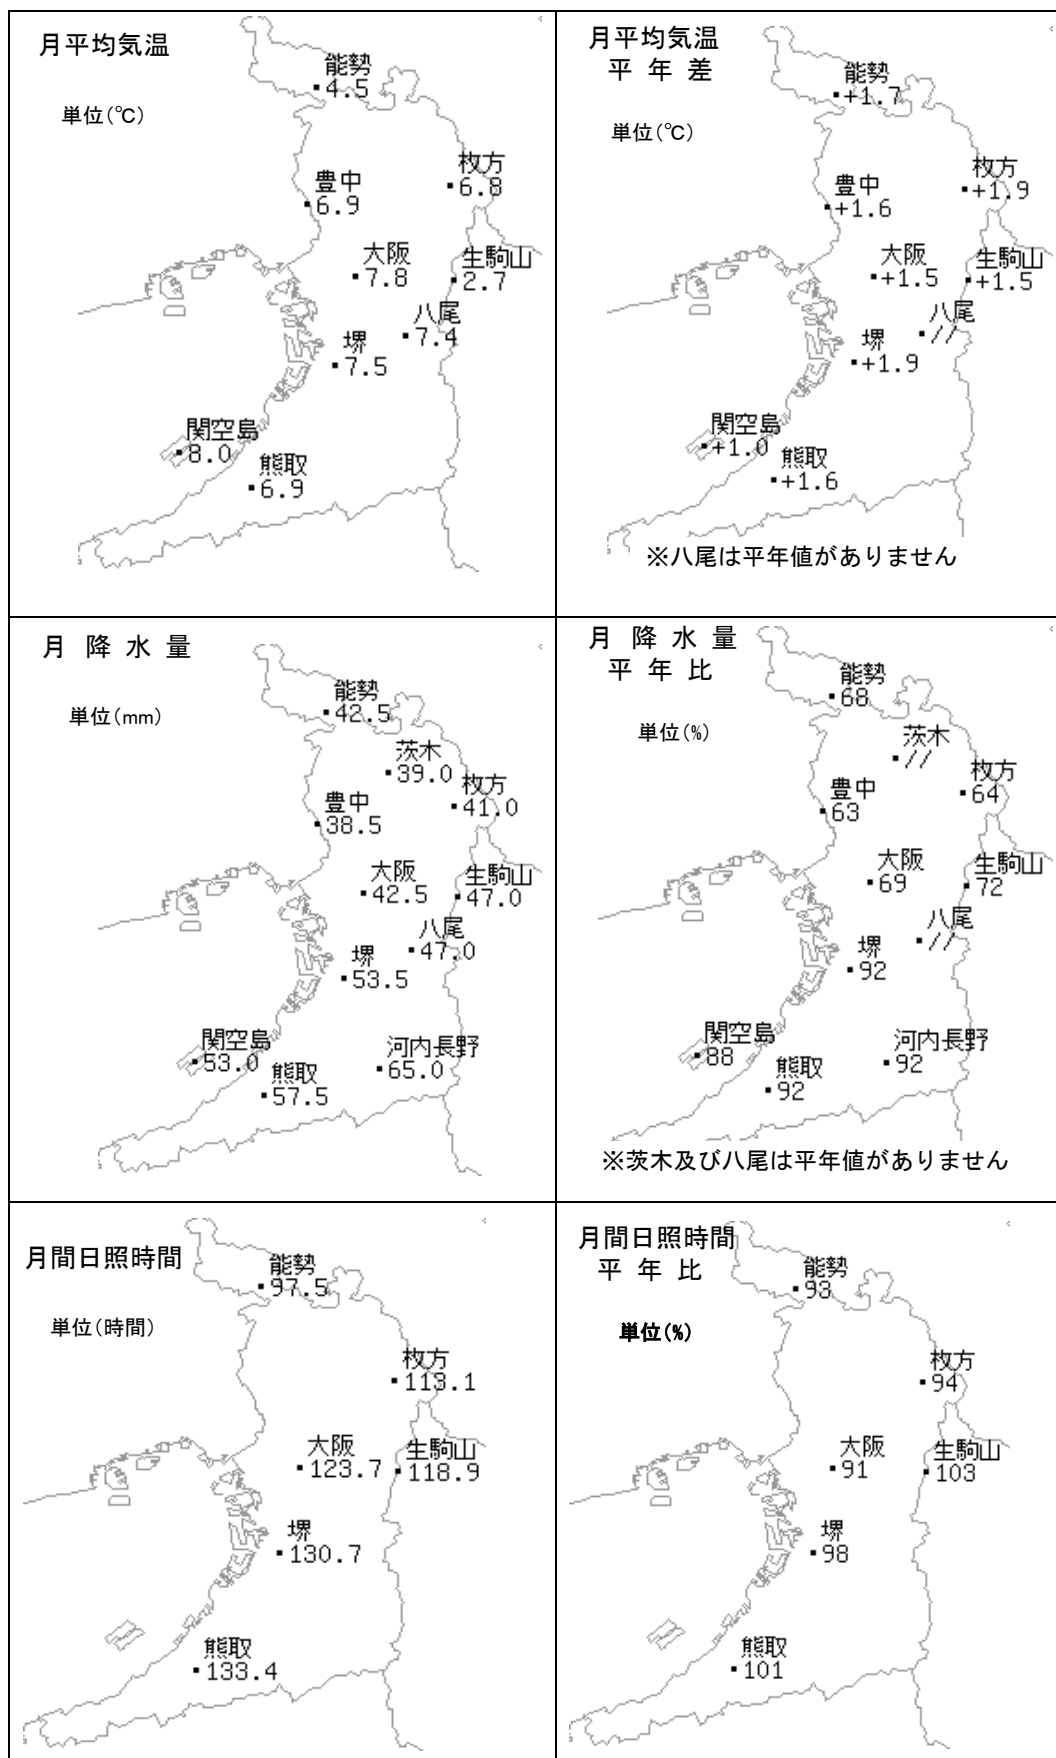 月平均気温
単位(℃)
能勢
4.5
枚方
6.8
豊中
6.9
大阪
7.8
生駒山
2.7
八尾
7.4
堺
7.5
関空島
8.0
熊取
6.9
月平均気温
平 年 差
単位(℃)
能勢
+1.7
枚方
+1.9
豊中
+1.6
大阪
+1.5
生駒山
+1.5
八尾
//
堺
+1.9
関空島
+1.0
熊取
+1.6
※八尾は平年値がありません
月 降 水 量
単位(mm)
能勢
42.5
茨木
39.0
枚方
41.0
豊中
38.5
大阪
42.5
生駒山
47.0
八尾
47.0
堺
53.5
関空島
53.0
河内長野
65.0
熊取
57.5
月 降 水 量
平 年 比
単位(%)
能勢
68
茨木
//
枚方
64
豊中
63
大阪
69
生駒山
72
八尾
//
堺
92
関空島
88
河内長野
92
熊取
92
※茨木及び八尾は平年値がありません
月間日照時間
単位(時間)
能勢
97.5
枚方
113.1
大阪
123.7
生駒山
118.9
堺
130.7
熊取
133.4
月間日照時間
平 年 比
単位(%)
能勢
93
枚方
94
大阪
91
生駒山
103
堺
98
熊取
101